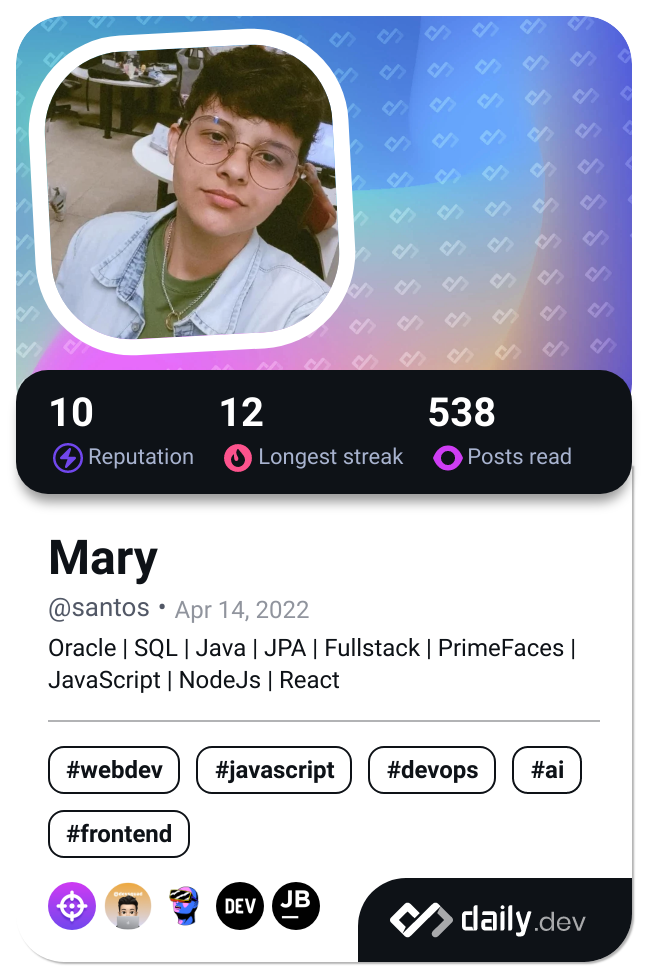 10
12
538
Reputation
Longest streak
Posts read
Mary
@santos • Apr 14, 2022
Oracle | SQL | Java | JPA | Fullstack | PrimeFaces |
JavaScript | NodeJs | React
#webdev #javascript #devops #ai
#frontend
DEV
JB
daily.dev